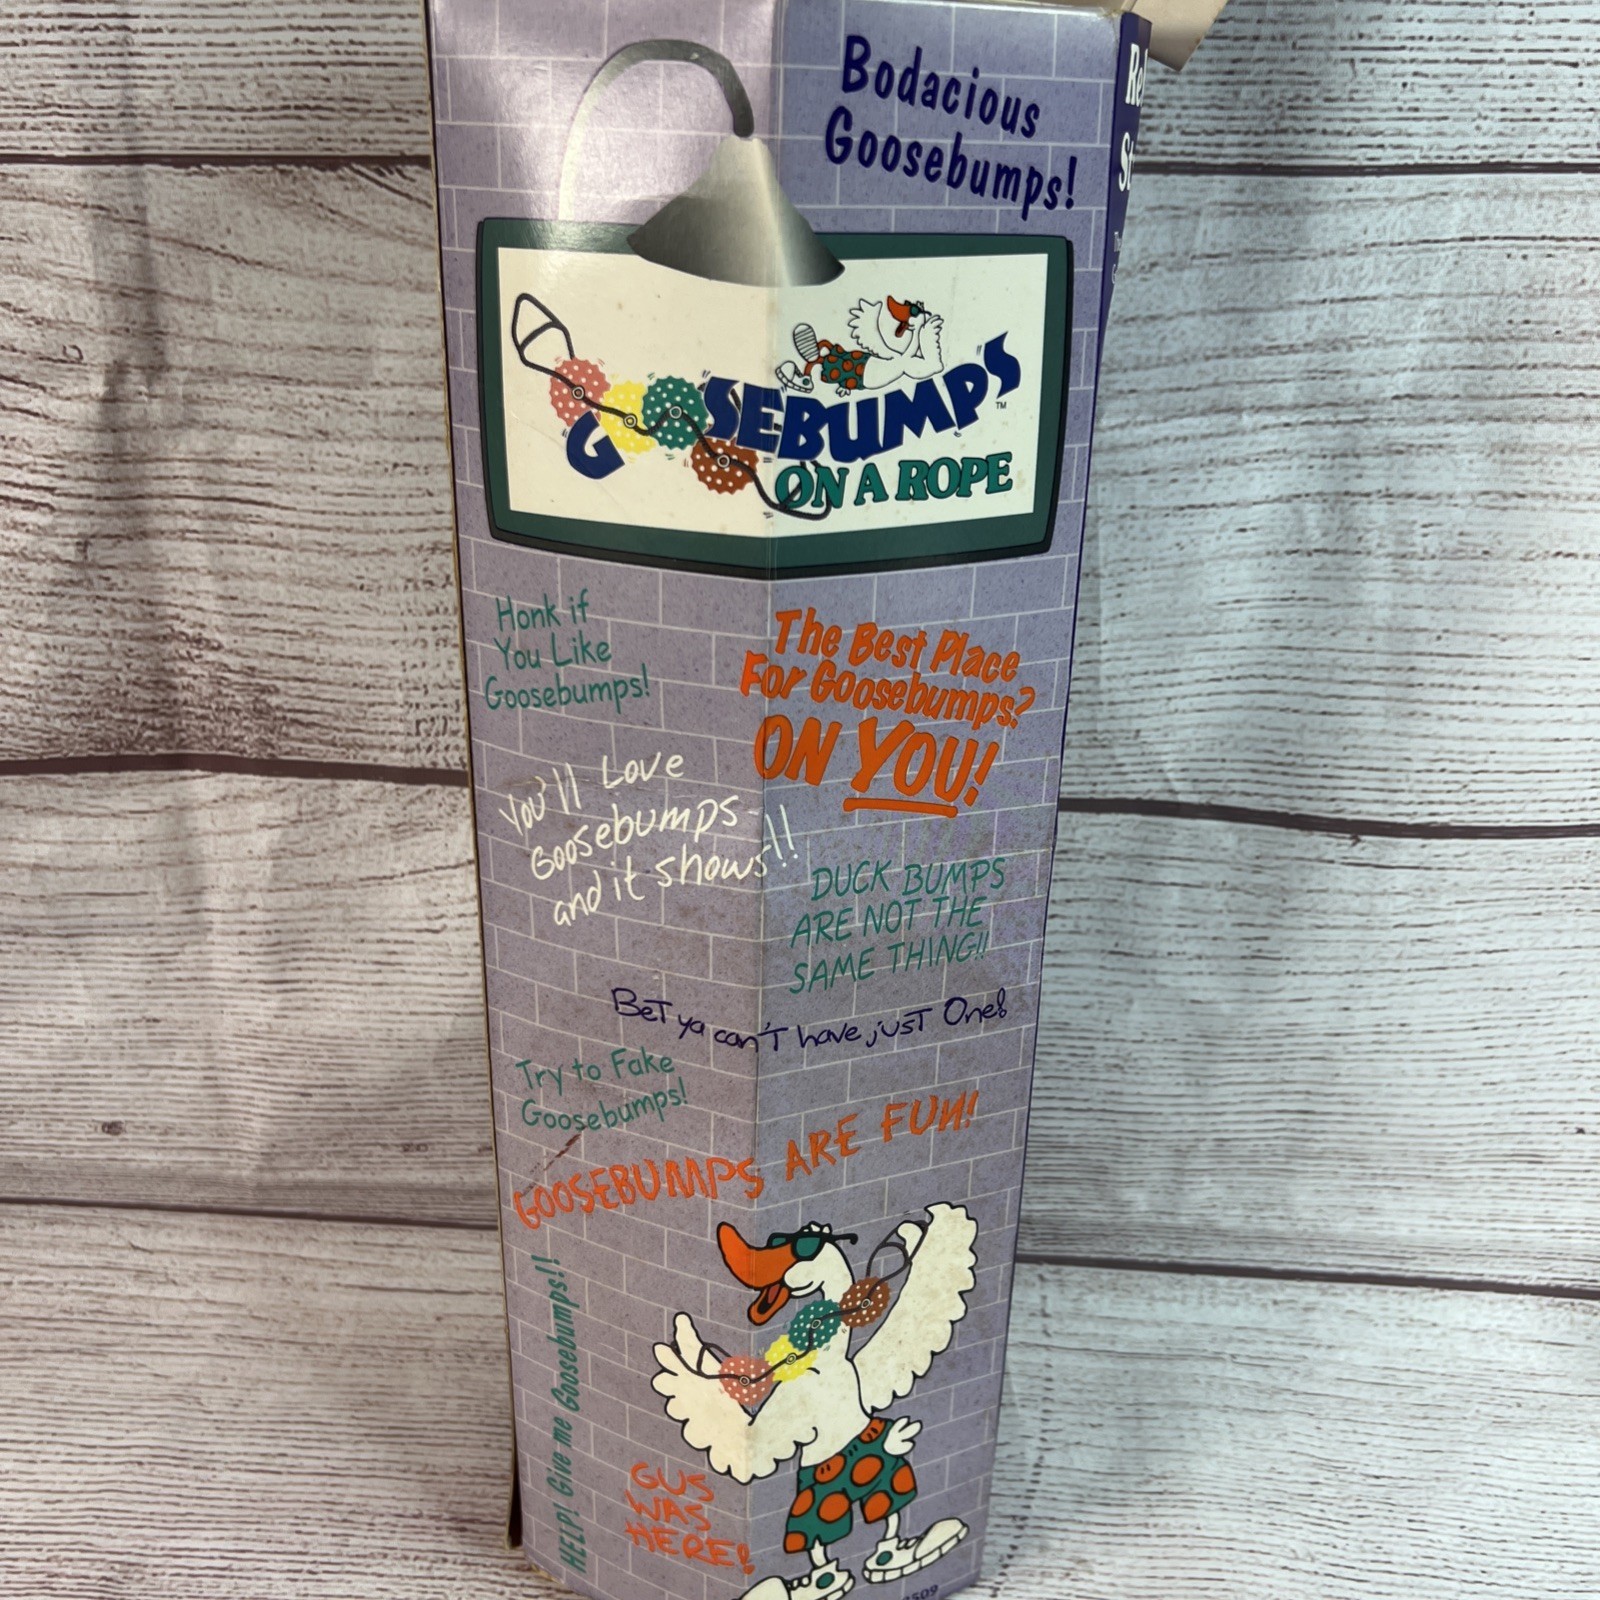 Bodacious
Goosebumps!
GOOSEBUMPS™
ON A ROPE
Honk if
You Like
Goosebumps!
The Best Place
For Goosebumps?
ON YOU!
You'll Love
Goosebumps
and it shows!!
DUCK BUMPS
ARE NOT THE
SAME THING!!
BeT ya can'T have jusT One!
Try to Fake
Goosebumps!
GOOSEBUMPS ARE FUN!
HELP! Give me Goosebumps!!
GUS
WAS
HERE!